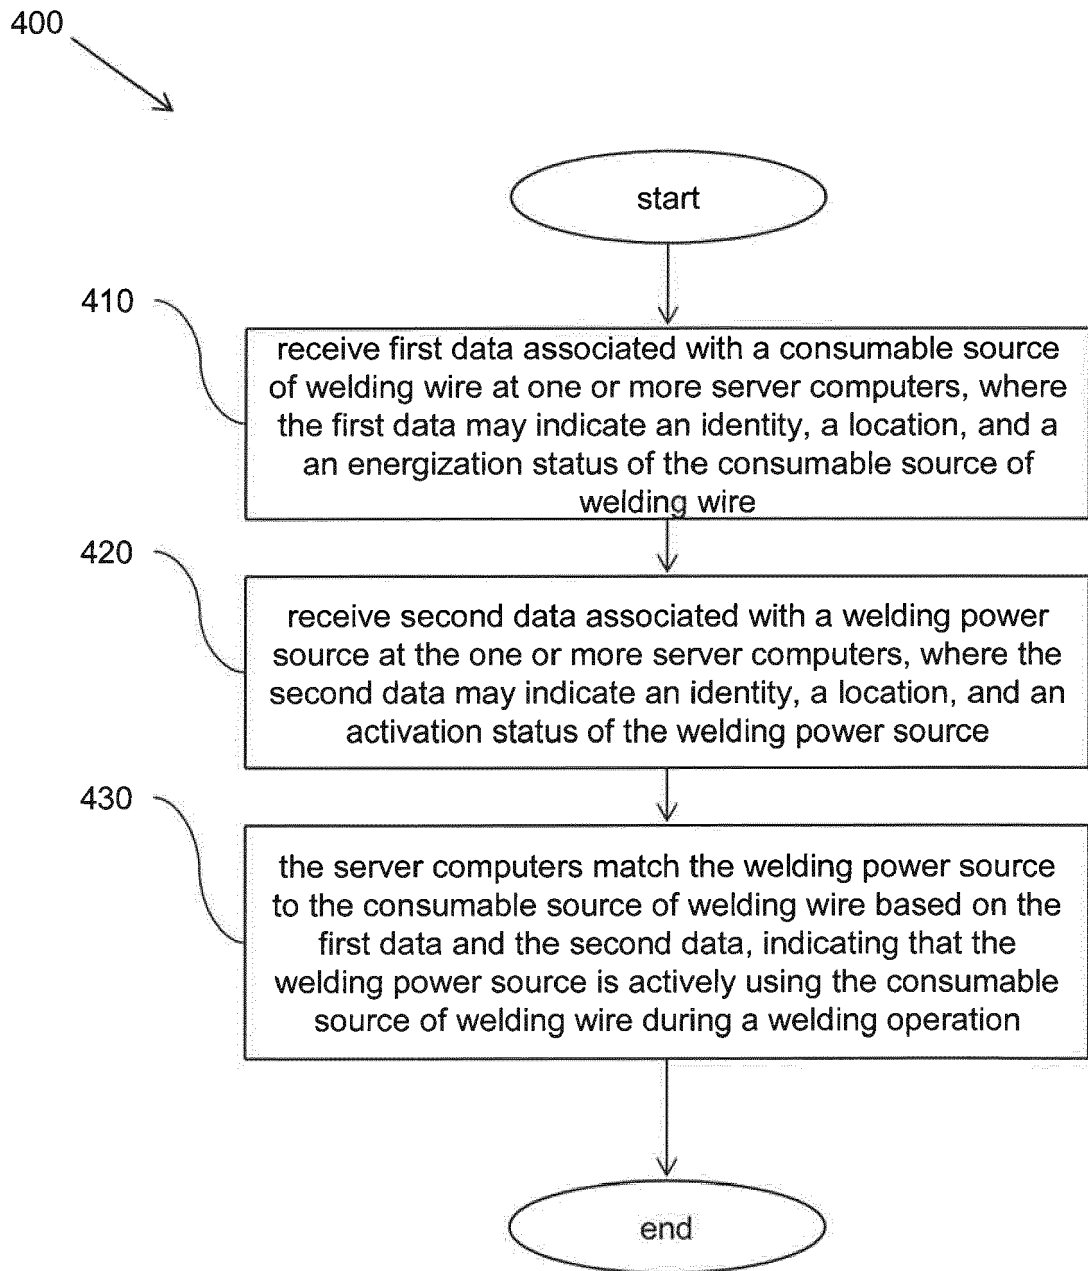 400
start
410
receive first data associated with a consumable source
of welding wire at one or more server computers, where
the first data may indicate an identity, a location, and a
an energization status of the consumable source of
welding wire
420
receive second data associated with a welding power
source at the one or more server computers, where the
second data may indicate an identity, a location, and an
activation status of the welding power source
430
the server computers match the welding power source
to the consumable source of welding wire based on the
first data and the second data, indicating that the
welding power source is actively using the consumable
source of welding wire during a welding operation
end